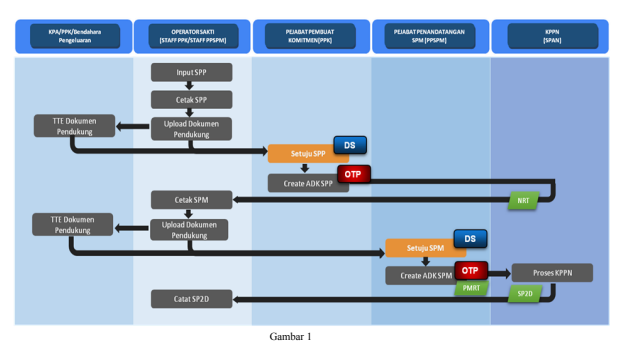 KPA/PPK/Bendahara
Pengeluaran
OPERATOR SAKTI
[STAFF PPK/STAFF PPSPM]
PEJABAT PEMBUAT
KOMITMEN[PPK]
PEJABAT PENANDATANGAN
SPM [PPSPM]
KPPN
[SPAN]
Input SPP
Cetak SPP
TTE Dokumen
Pendukung
Upload Dokumen
Pendukung
DS
Setuju SPP
OTP
Create ADK SPP
Cetak SPM
NRT
TTE Dokumen
Pendukung
Upload Dokumen
Pendukung
DS
Setuju SPM
OTP
Create ADK SPM
Proses KPPN
PMRT
Catat SP2D
SP2D
Gambar 1